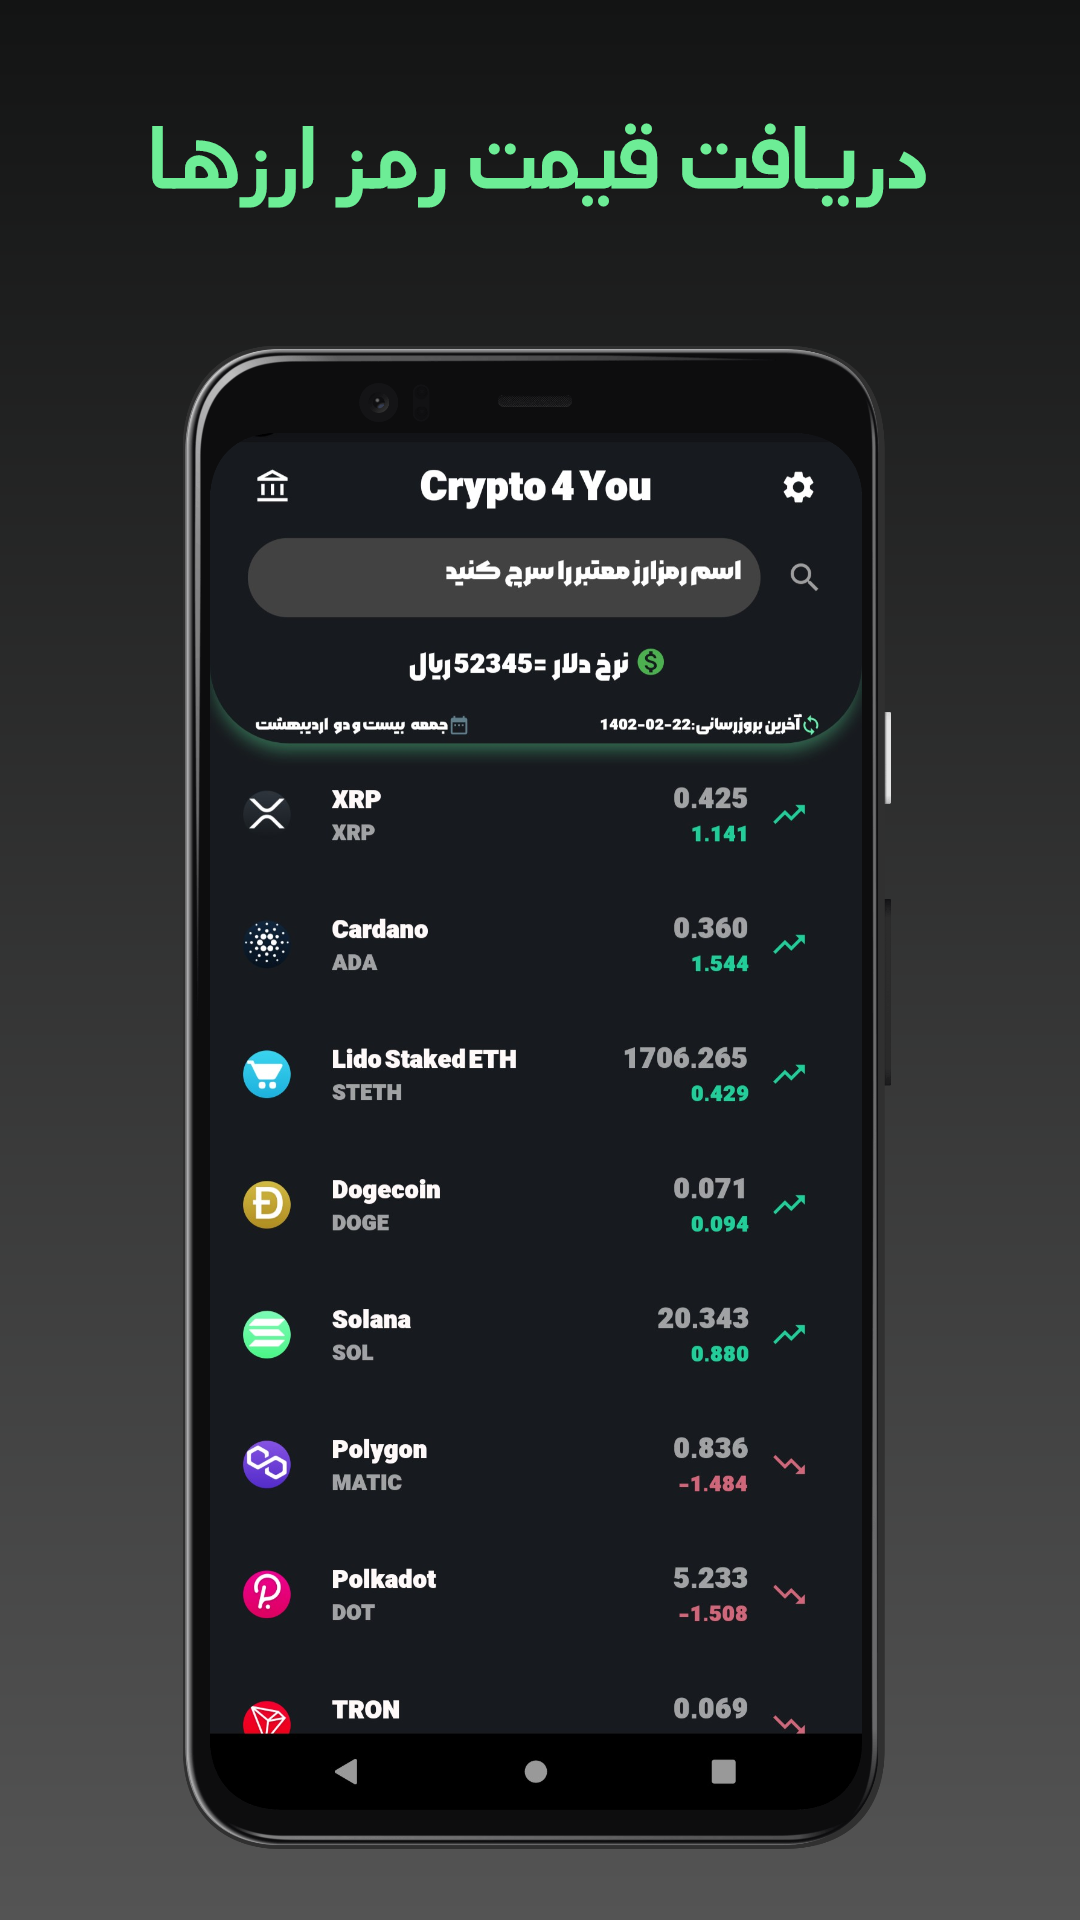 دریافت قیمت رمز ارزها
Crypto 4 You
اسم رمزارز معتبر را سرچ کنید
نرخ دلار =52345 ریال
آخرین بروزرسانی:22-02-1402
جمعه بیست و دو اردیبهشت
XRP 0.425
XRP 1.141
Cardano 0.360
ADA 1.544
Lido Staked ETH 1706.265
STETH 0.429
Dogecoin 0.071
DOGE 0.094
Solana 20.343
SOL 0.880
Polygon 0.836
MATIC -1.484
Polkadot 5.233
DOT -1.508
TRON 0.069